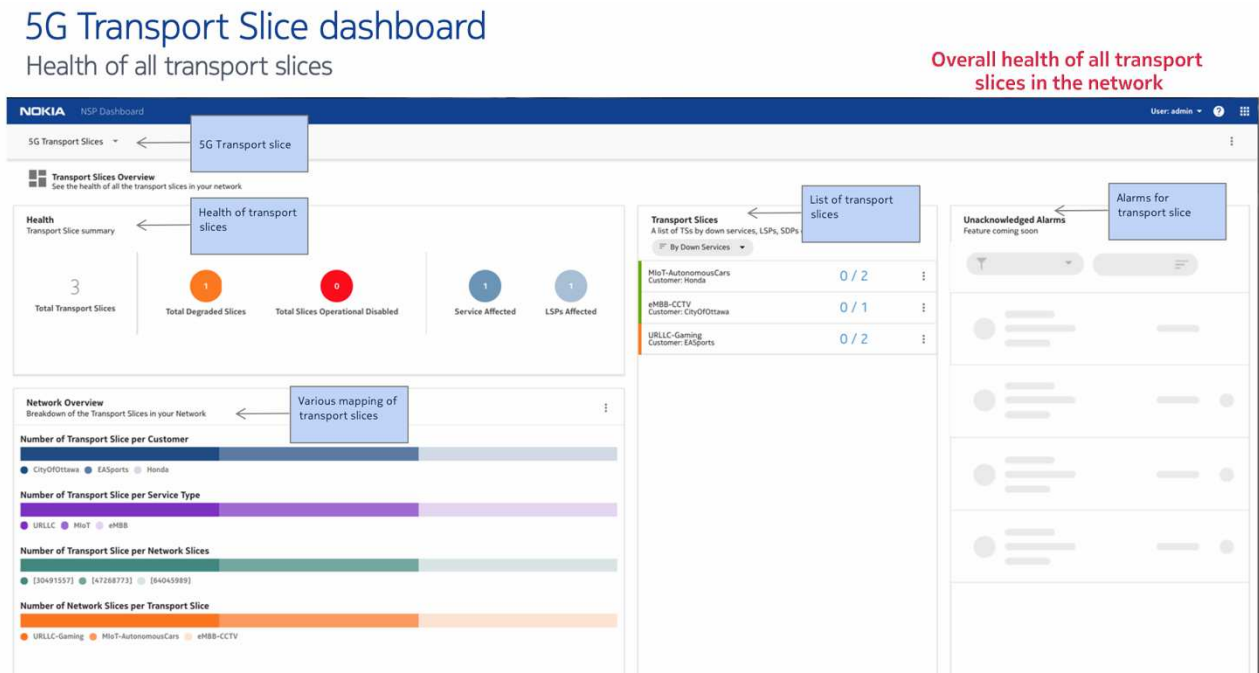 5G Transport Slice dashboard
Health of all transport slices
Overall health of all transport
slices in the network
NOKIA NSP Dashboard
User: admin
?
5G Transport Slices
5G Transport slice
Transport Slices Overview
See the health of all the transport slices in your network
Health
Transport Slice summary
Health of transport
slices
3
Total Transport Slices
1
Total Degraded Slices
0
Total Slices Operational Disabled
1
Service Affected
1
LSPs Affected
Network Overview
Breakdown of the Transport Slices in your Network
Various mapping of
transport slices
Number of Transport Slice per Customer
CityOfOttawa EASports Honda
Number of Transport Slice per Service Type
URLLC MIoT eMBB
Number of Transport Slice per Network Slices
[30491557] [47268773] [64045989]
Number of Network Slices per Transport Slice
URLLC-Gaming MIoT-AutonomousCars eMBB-CCTV
Transport Slices
A list of TSs by down services, LSPs, SDPs
List of transport
slices
By Down Services
MIoT-AutonomousCars
Customer: Honda
0 / 2
eMBB-CCTV
Customer: CityOfOttawa
0 / 1
URLLC-Gaming
Customer: EASports
0 / 2
Unacknowledged Alarms
Feature coming soon
Alarms for
transport slice